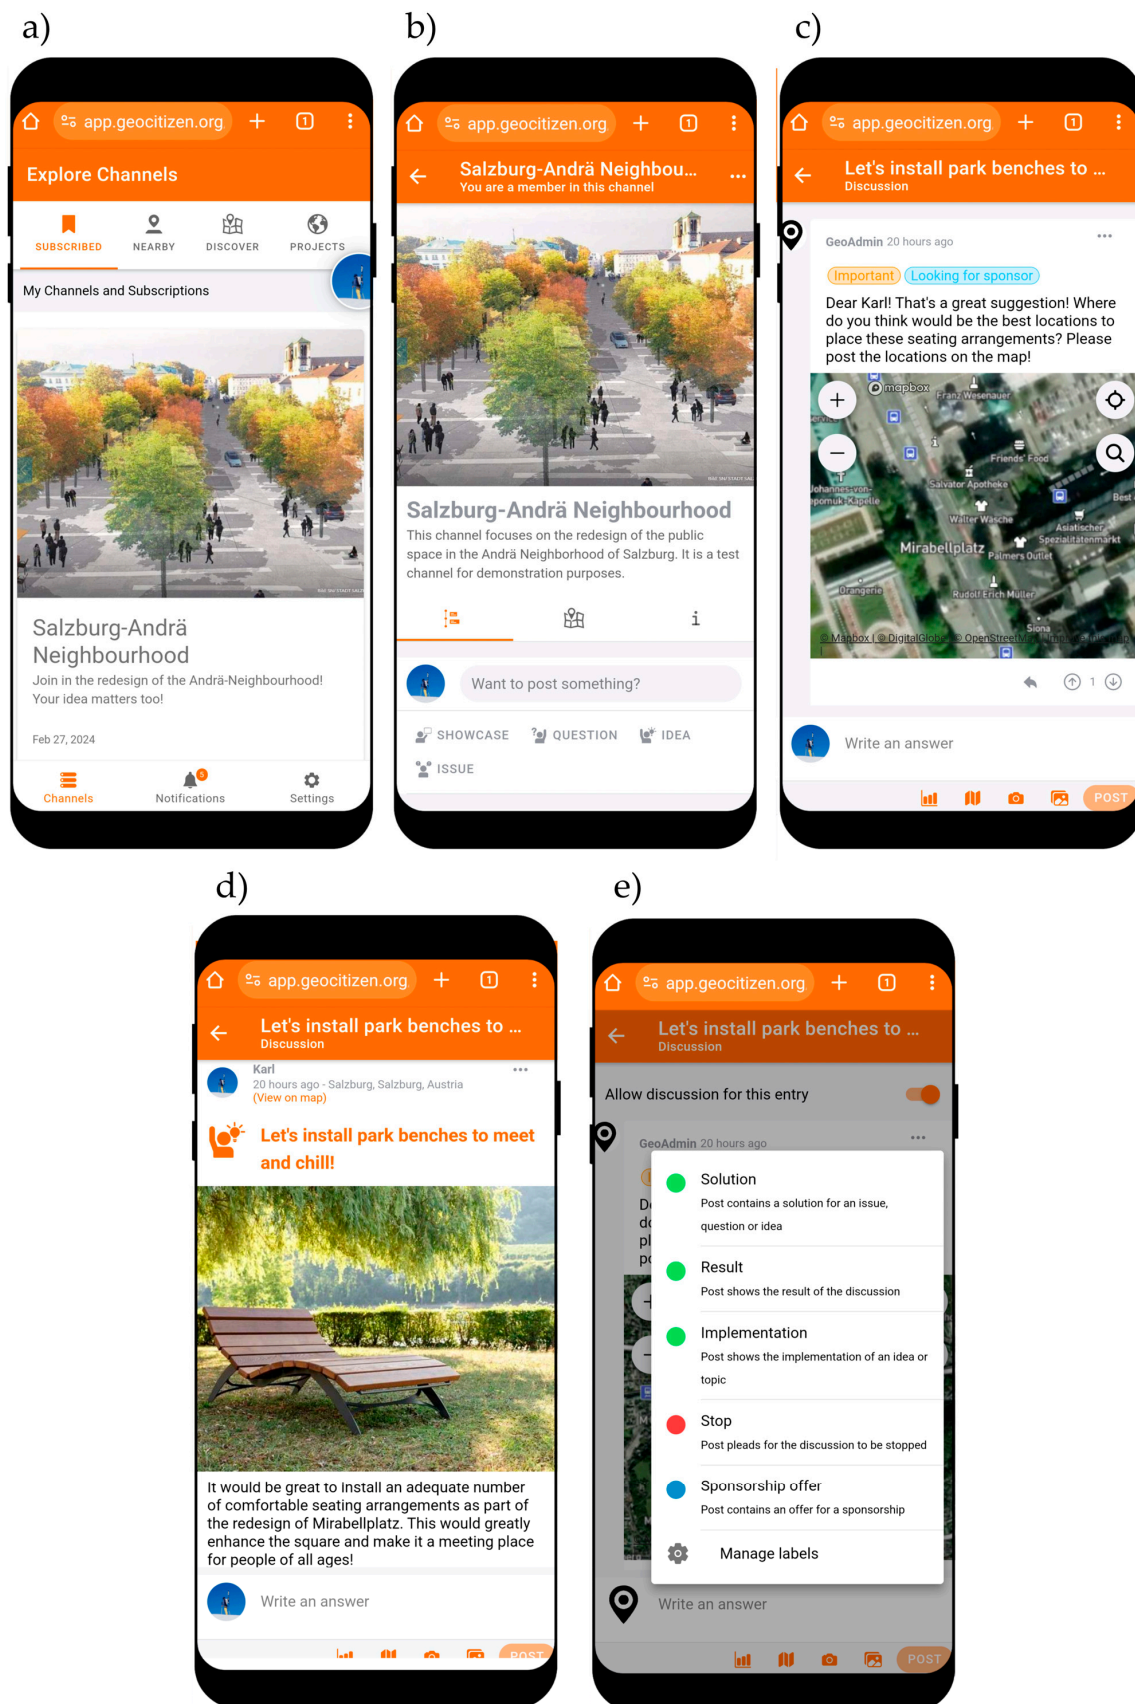 a)
app.geocitizen.org
1
Explore Channels
SUBSCRIBED
NEARBY
DISCOVER
PROJECTS
My Channels and Subscriptions
Salzburg-Andrä
Neighbourhood
Join in the redesign of the Andrä-Neighbourhood!
Your idea matters too!
Feb 27, 2024
5
Channels
Notifications
Settings
b)
app.geocitizen.org
1
Salzburg-Andrä Neighbou...
You are a member in this channel
Salzburg-Andrä Neighbourhood
This channel focuses on the redesign of the public
space in the Andrä Neighborhood of Salzburg. It is a test
channel for demonstration purposes.
i
Want to post something?
SHOWCASE
QUESTION
IDEA
ISSUE
c)
app.geocitizen.org
1
Let's install park benches to ...
Discussion
GeoAdmin 20 hours ago
Important Looking for sponsor
Dear Karl! That's a great suggestion! Where
do you think would be the best locations to
place these seating arrangements? Please
post the locations on the map!
mapbox
Franz Wesenauer
Friends' Food
Salvator Apotheke
Johannes-von-
Best
Walter Wäsche
Asiatischer
Spezialitätenmarkt
Mirabellplatz
Palmers Outlet
Orangerie
Rudolf Erich Müller
Siona
© Mapbox | © DigitalGlobe | © OpenStreetMap
1
Write an answer
POST
d)
app.geocitizen.org
1
Let's install park benches to ...
Discussion
Karl
20 hours ago - Salzburg, Salzburg, Austria
(View on map)
Let's install park benches to meet
and chill!
It would be great to install an adequate number
of comfortable seating arrangements as part of
the redesign of Mirabellplatz. This would greatly
enhance the square and make it a meeting place
for people of all ages!
Write an answer
POST
e)
app.geocitizen.org
1
Let's install park benches to ...
Discussion
Allow discussion for this entry
GeoAdmin 20 hours ago
Solution
Post contains a solution for an issue,
question or idea
Result
Post shows the result of the discussion
Implementation
Post shows the implementation of an idea or
topic
Stop
Post pleads for the discussion to be stopped
Sponsorship offer
Post contains an offer for a sponsorship
Manage labels
Write an answer
POST